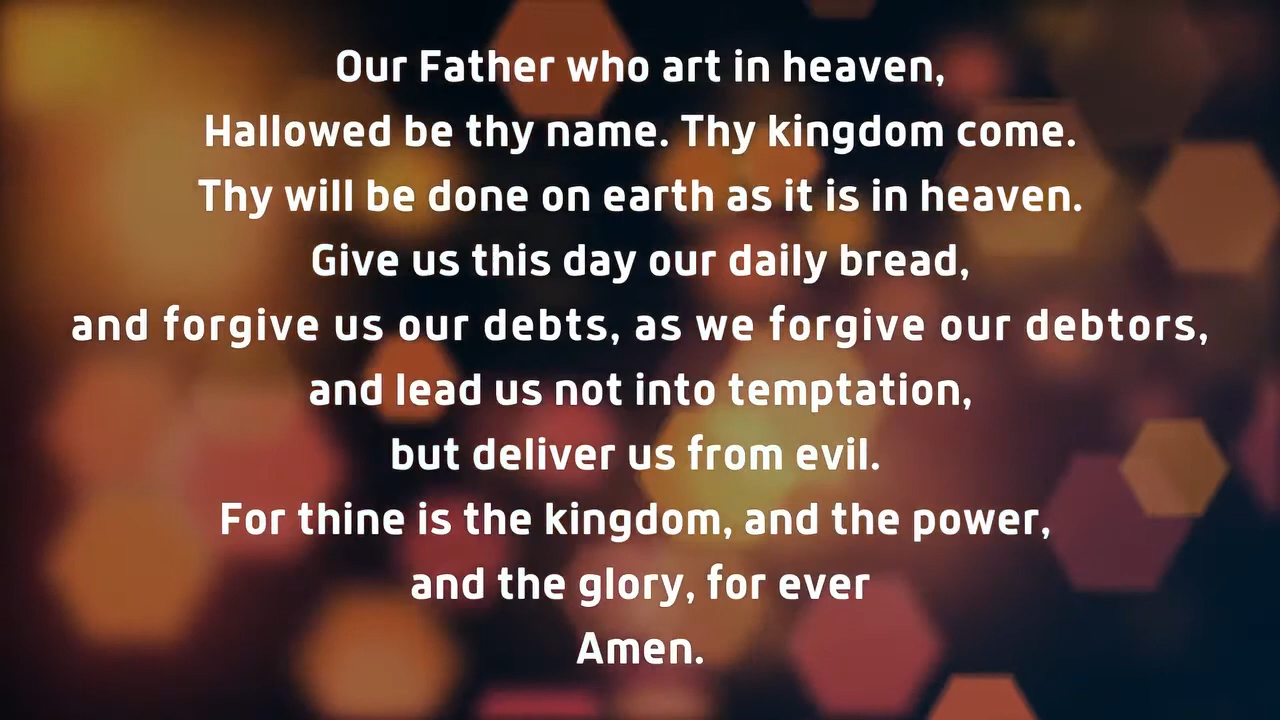 Our Father who art in heaven,
Hallowed be thy name. Thy kingdom come.
Thy will be done on earth as it is in heaven.
Give us this day our daily bread,
and forgive us our debts, as we forgive our debtors,
and lead us not into temptation,
but deliver us from evil.
For thine is the kingdom, and the power,
and the glory, for ever
Amen.